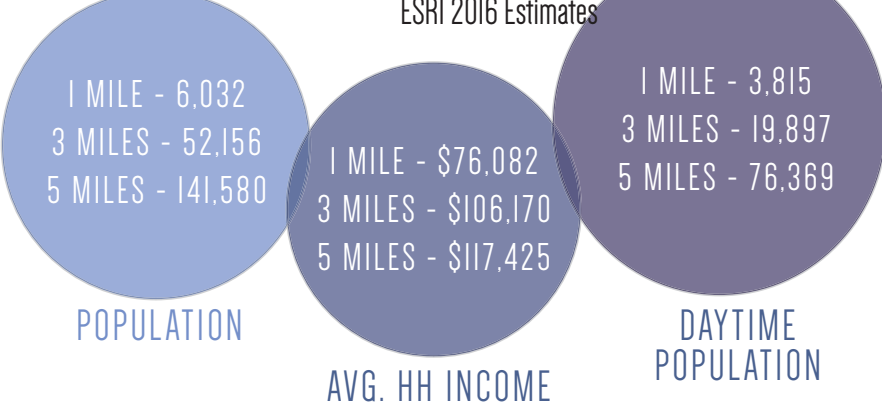 ESRI 2016 Estimates
1 MILE - 6,032
3 MILES - 52,156
5 MILES - 141,580
POPULATION
1 MILE - $76,082
3 MILES - $106,170
5 MILES - $117,425
AVG. HH INCOME
1 MILE - 3,815
3 MILES - 19,897
5 MILES - 76,369
DAYTIME
POPULATION